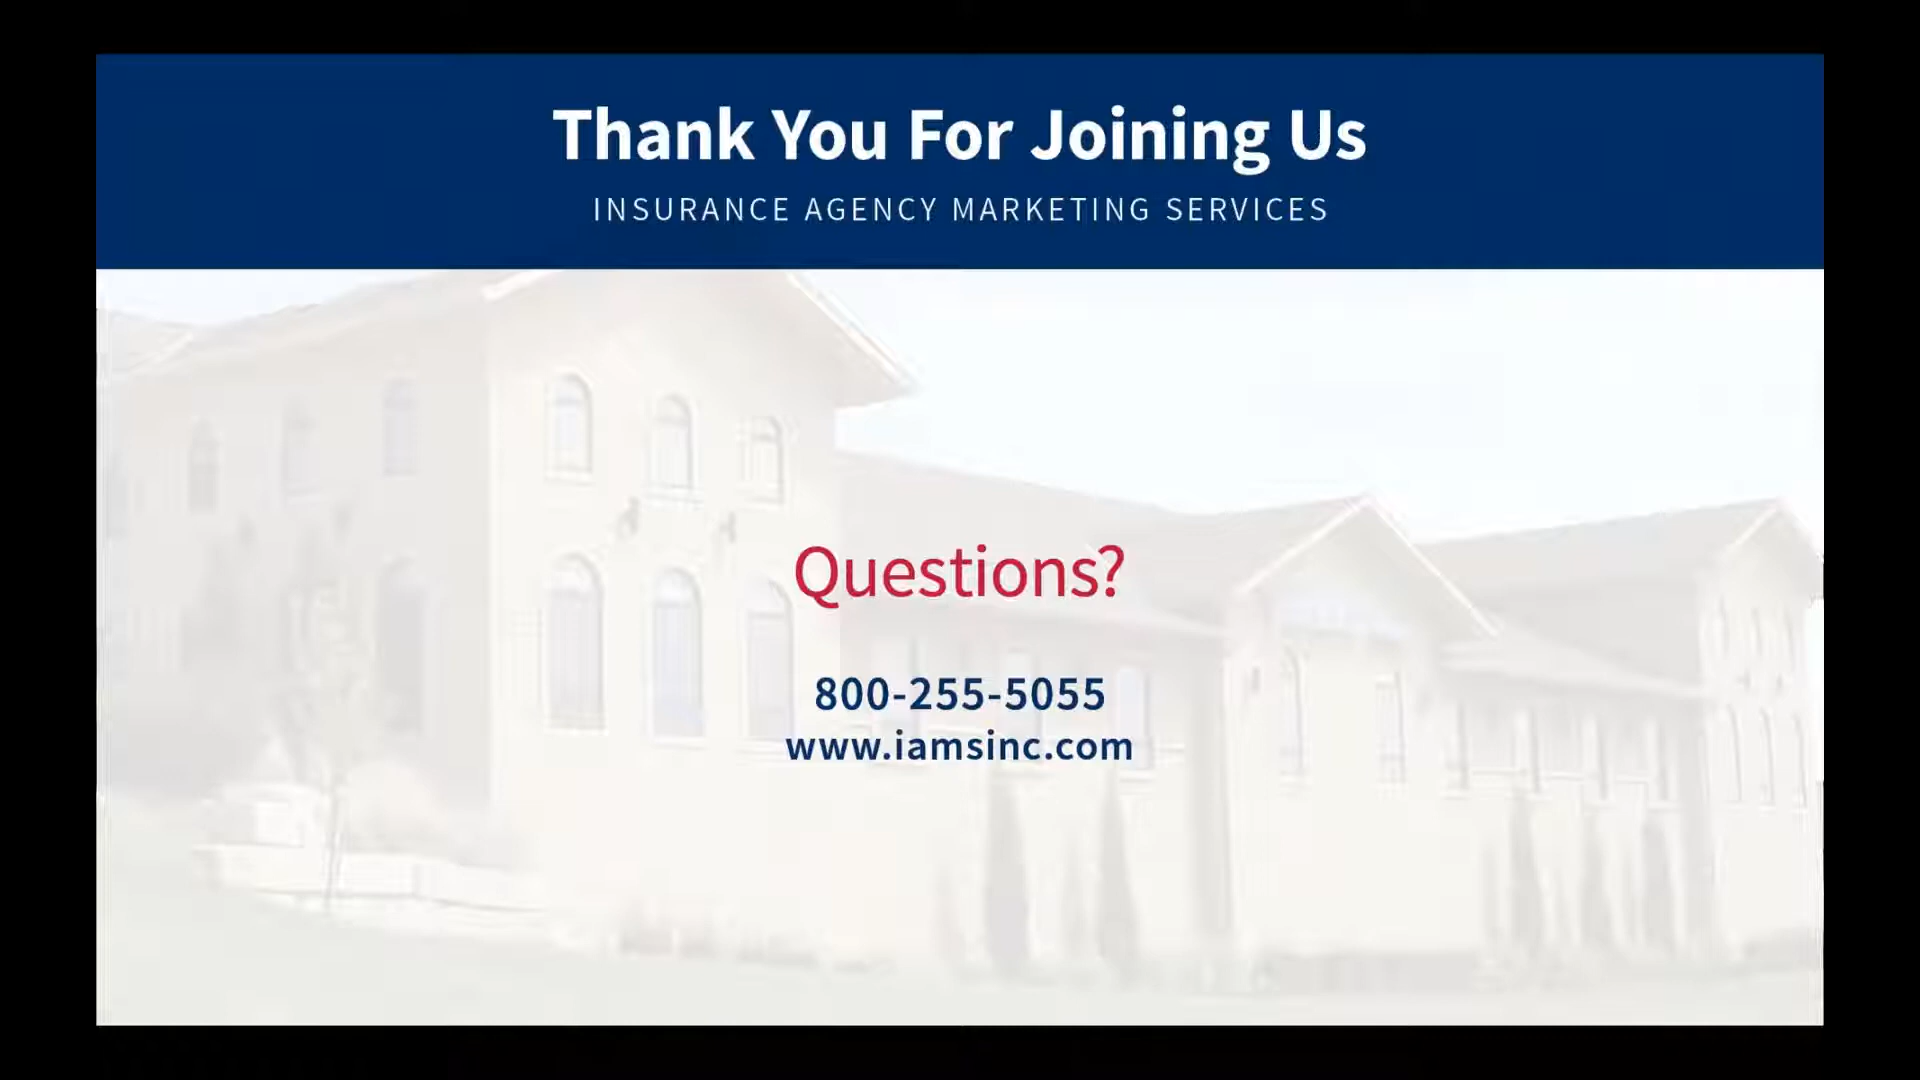 Thank You For Joining Us
INSURANCE AGENCY MARKETING SERVICES
Questions?
800-255-5055
www.iamsinc.com